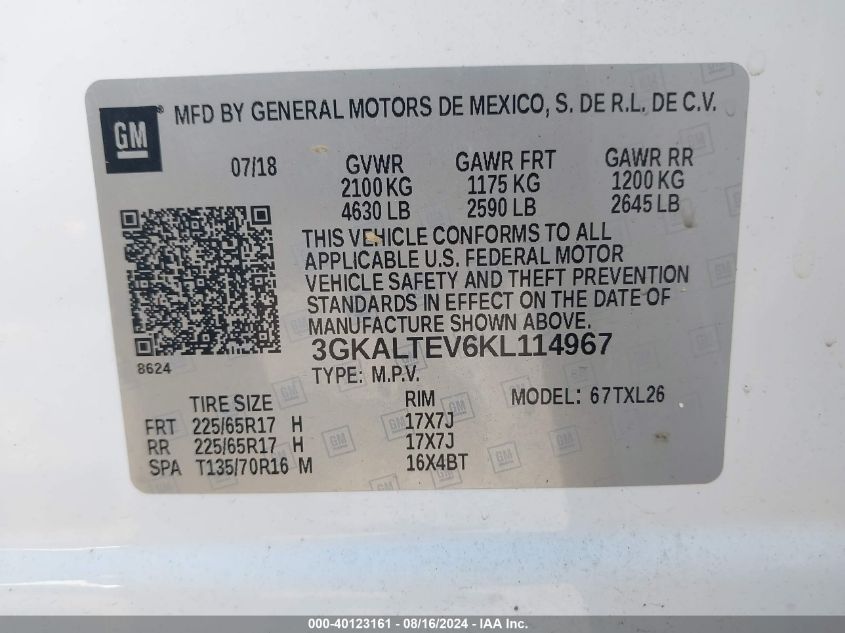 GM ® MFD BY GENERAL MOTORS DE MEXICO, S. DE R.L. DE C.V.
07/18 GVWR GAWR FRT GAWR RR
2100 KG 1175 KG 1200 KG
4630 LB 2590 LB 2645 LB
THIS VEHICLE CONFORMS TO ALL
APPLICABLE U.S. FEDERAL MOTOR
VEHICLE SAFETY AND THEFT PREVENTION
STANDARDS IN EFFECT ON THE DATE OF
MANUFACTURE SHOWN ABOVE.
3GKALTEV6KL114967
8624
TYPE: M.P.V.
TIRE SIZE RIM MODEL: 67TXL26
FRT 225/65R17 H 17X7J
RR 225/65R17 H 17X7J
SPA T135/70R16 M 16X4BT
000-40123161 - 08/16/2024 - IAA Inc.